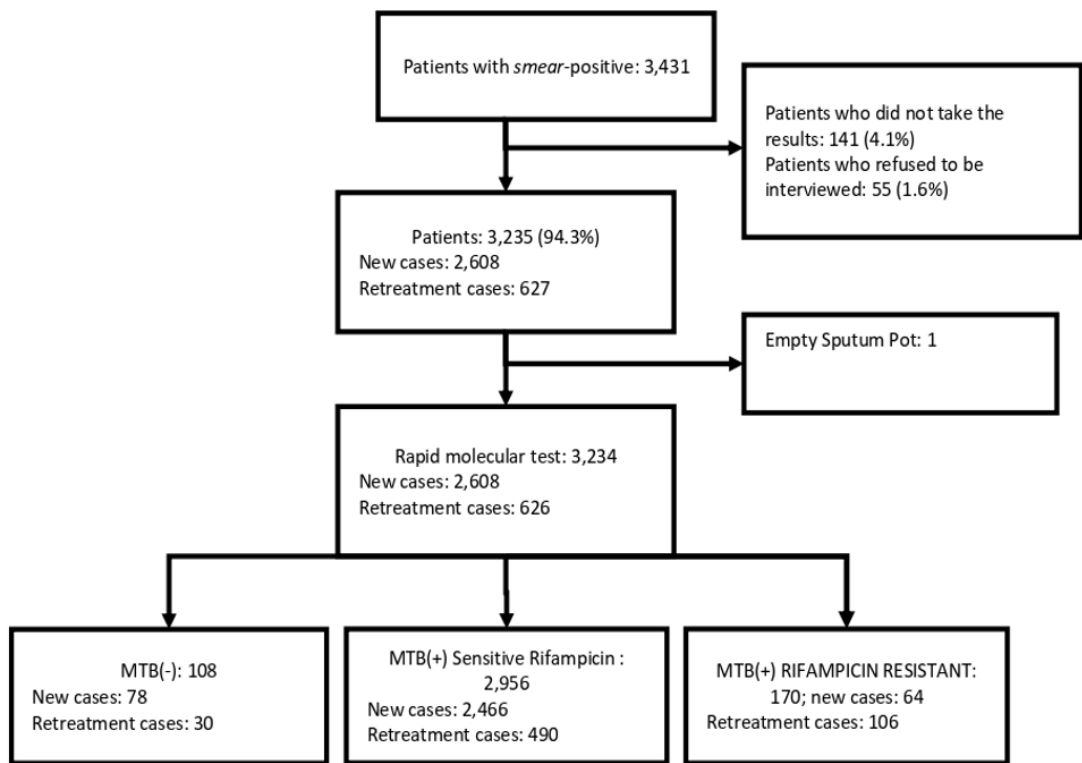 Patients with smear-positive: 3,431
Patients who did not take the
results: 141 (4.1%)
Patients who refused to be
interviewed: 55 (1.6%)
Patients: 3,235 (94.3%)
New cases: 2,608
Retreatment cases: 627
Empty Sputum Pot: 1
Rapid molecular test: 3,234
New cases: 2,608
Retreatment cases: 626
MTB(-): 108
New cases: 78
Retreatment cases: 30
MTB(+) Sensitive Rifampicin :
2,956
New cases: 2,466
Retreatment cases: 490
MTB(+) RIFAMPICIN RESISTANT:
170; new cases: 64
Retreatment cases: 106